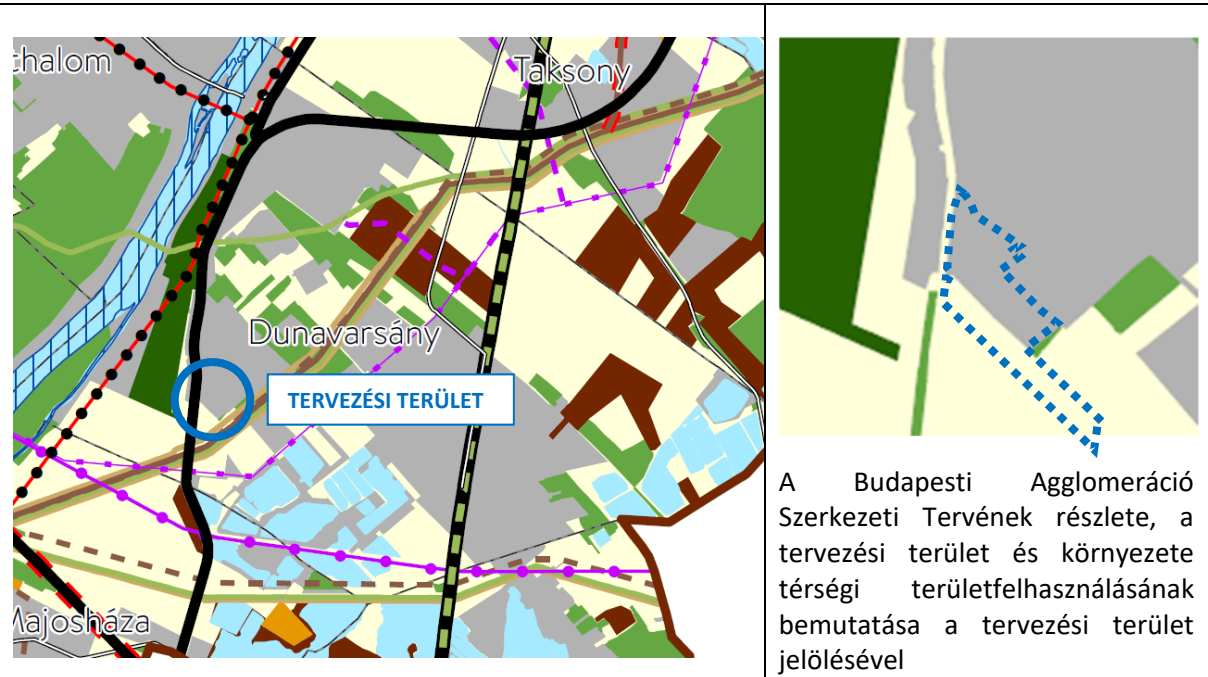 thalom
Taksony
Dunavarsány
TERVEZÉSI TERÜLET
Majosháza
A Budapesti Agglomeráció
Szerkezeti Tervének részlete, a
tervezési terület és környezete
térségi területfelhasználásának
bemutatása a tervezési terület
jelölésével